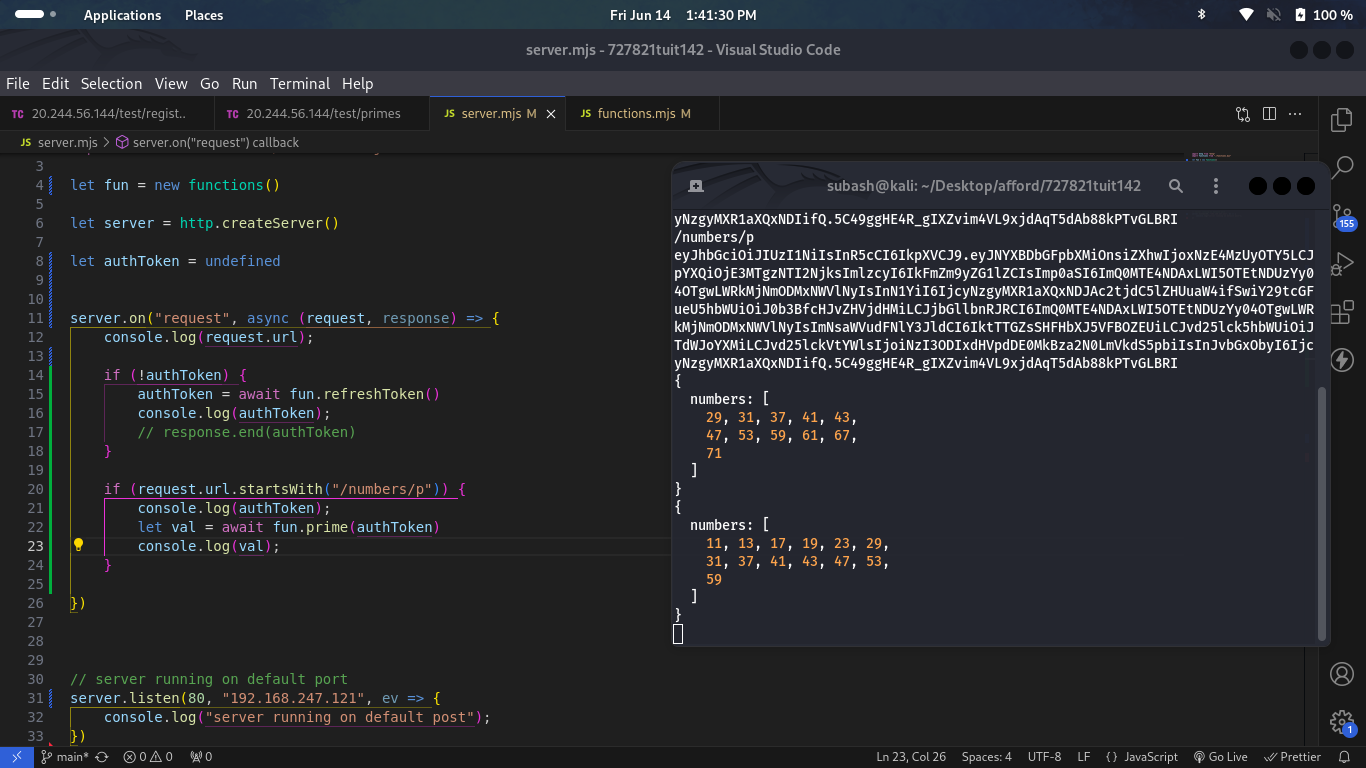 Applications Places Fri Jun 14 1:41:30 PM 100 %
server.mjs - 727821tuit142 - Visual Studio Code
File Edit Selection View Go Run Terminal Help
TC 20.244.56.144/test/regist.. TC 20.244.56.144/test/primes JS server.mjs M JS functions.mjs M
JS server.mjs > server.on("request") callback
3
4 let fun = new functions()
5
6 let server = http.createServer()
7
8 let authToken = undefined
9
10
11 server.on("request", async (request, response) => {
12 console.log(request.url);
13
14 if (!authToken) {
15 authToken = await fun.refreshToken()
16 console.log(authToken);
17 // response.end(authToken)
18 }
19
20 if (request.url.startsWith("/numbers/p")) {
21 console.log(authToken);
22 let val = await fun.prime(authToken)
23 console.log(val);
24 }
25
26 })
27
28
29
30 // server running on default port
31 server.listen(80, "192.168.247.121", ev => {
32 console.log("server running on default post");
33 })
subash@kali: ~/Desktop/afford/727821tuit142
yNzgyMXR1aXQxNDIifQ.5C49ggHE4R_gIXZvim4VL9xjdAqT5dAb88kPTvGLBRI
/numbers/p
eyJhbGciOiJIUzI1NiIsInR5cCI6IkpXVCJ9.eyJNYXBDbGFpbXMiOnsiZXhwIjoxNzE4MzUyOTY5LCJ
pYXQiOjE3MTgzNTI2NjksImlzcyI6IkFmZm9yZG1lZCIsImp0aSI6ImQ0MTE4NDAxLWI5OTEtNDUzYy0
4OTgwLWRkMjNmODMxNWVlNyIsInN1YiI6IjcyNzgyMXR1aXQxNDJAc2tjdC5lZHUuaW4ifSwiY29tcGF
ueU5hbWUiOiJ0b3BfcHJvZHVjdHMiLCJjbGllbnRJRCI6ImQ0MTE4NDAxLWI5OTEtNDUzYy04OTgwLWR
kMjNmODMxNWVlNyIsImNsaWVudFNlY3JldCI6IktTTGZsSHFHbXJ5VFBOZEUiLCJvd25lck5hbWUiOiJ
TdWJoYXMiLCJvd25lckVtYWlsIjoiNzI3ODIxdHVpdDE0MkBza2N0LmVkdS5pbiIsInJvbGxObyI6Ijc
yNzgyMXR1aXQxNDIifQ.5C49ggHE4R_gIXZvim4VL9xjdAqT5dAb88kPTvGLBRI
{
numbers: [
29, 31, 37, 41, 43,
47, 53, 59, 61, 67,
71
]
}
{
numbers: [
11, 13, 17, 19, 23, 29,
31, 37, 41, 43, 47, 53,
59
]
}
155
1
main* 0 0 0 Ln 23, Col 26 Spaces: 4 UTF-8 LF {} JavaScript Go Live Prettier